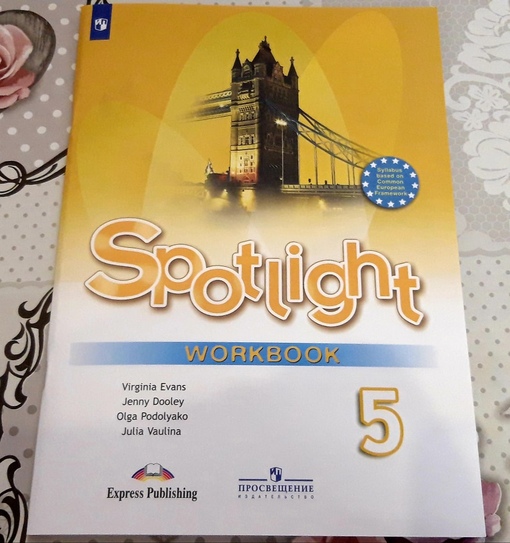 Syllabus
based on
Common
European
Framework
Spotlight
WORKBOOK
Virginia Evans
Jenny Dooley
Olga Podolyako
Julia Vaulina
5
Express Publishing
ПРОСВЕЩЕНИЕ
ИЗДАТЕЛЬСТВО